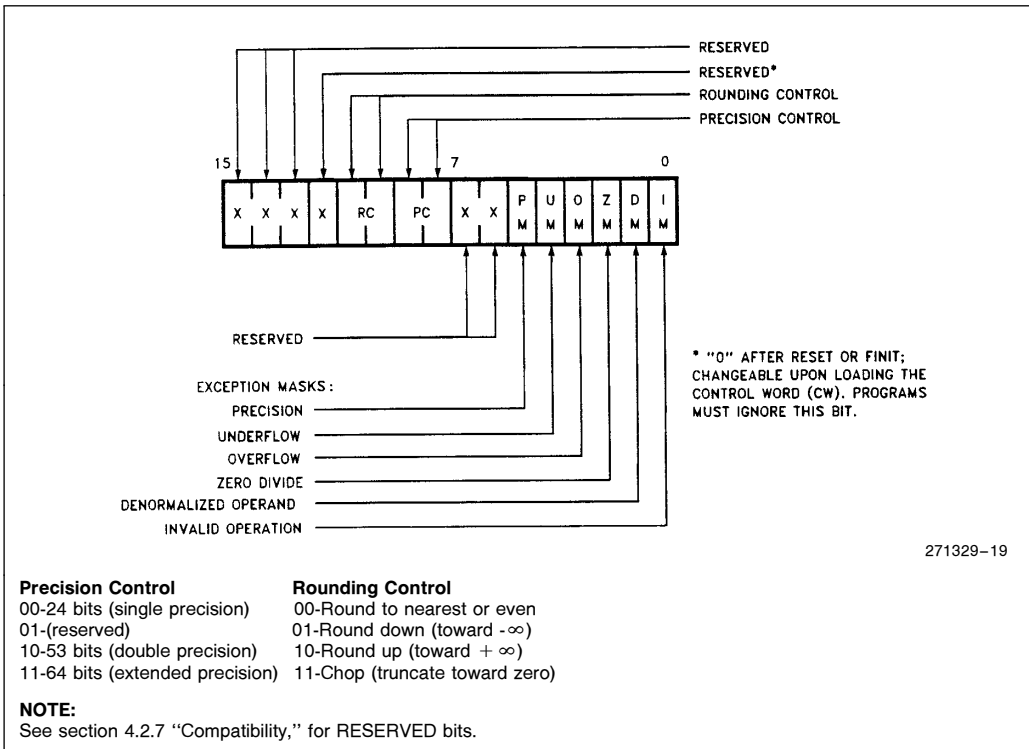 RESERVED
RESERVED*
ROUNDING CONTROL
PRECISION CONTROL
15 7 0
X X X X RC PC X X P M U M O M Z M D M I M
RESERVED
EXCEPTION MASKS:
PRECISION
UNDERFLOW
OVERFLOW
ZERO DIVIDE
DENORMALIZED OPERAND
INVALID OPERATION
* "0" AFTER RESET OR FINIT;
CHANGEABLE UPON LOADING THE
CONTROL WORD (CW). PROGRAMS
MUST IGNORE THIS BIT.
271329–19
Precision Control
00-24 bits (single precision)
01-(reserved)
10-53 bits (double precision)
11-64 bits (extended precision)
Rounding Control
00-Round to nearest or even
01-Round down (toward -∞)
10-Round up (toward + ∞)
11-Chop (truncate toward zero)
NOTE:
See section 4.2.7 ‘‘Compatibility,’’ for RESERVED bits.